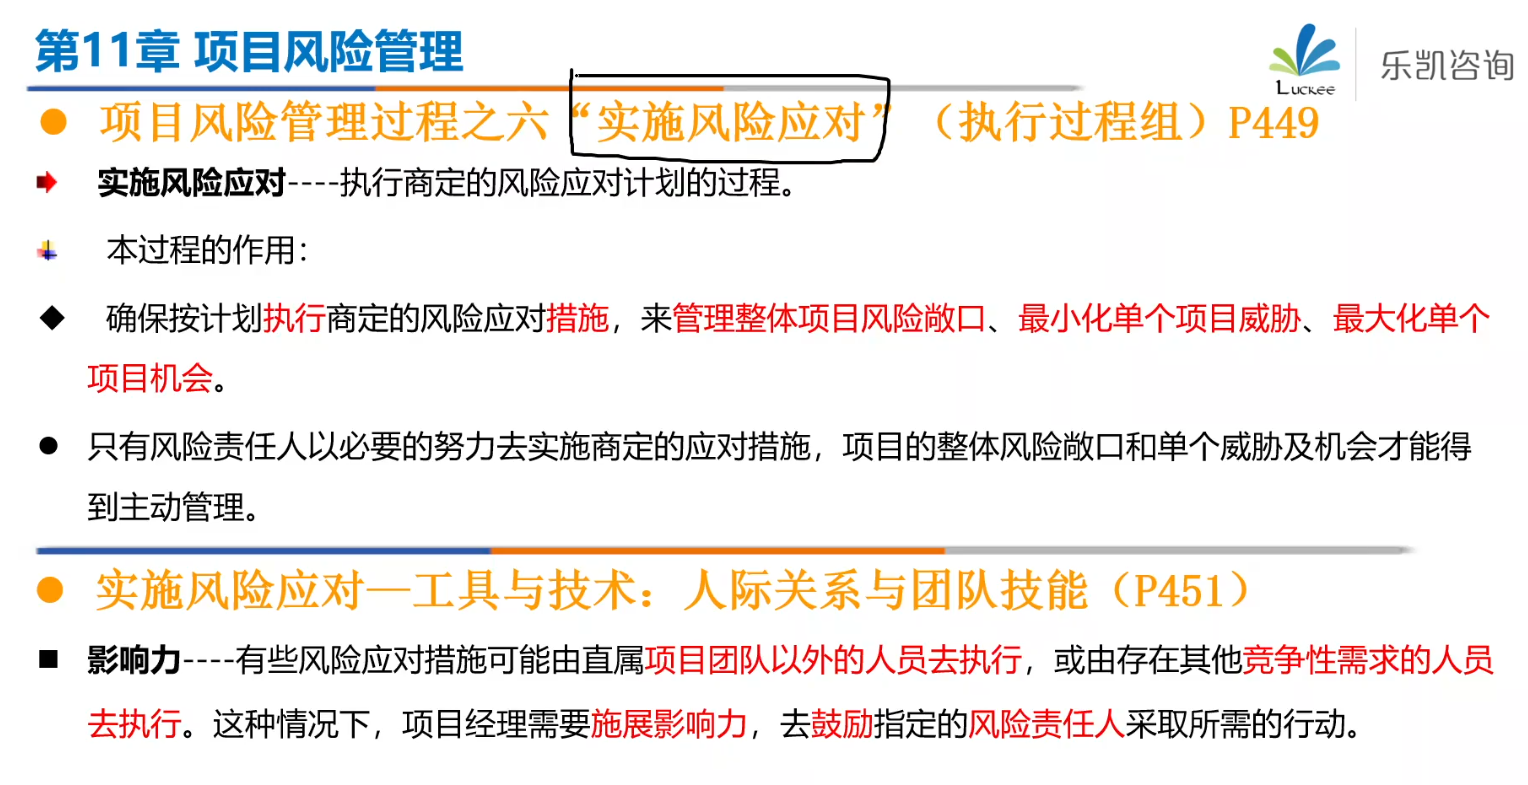 第11章 项目风险管理
Luckee
乐凯咨询
项目风险管理过程之六“实施风险应对”（执行过程组）P449
实施风险应对----执行商定的风险应对计划的过程。
本过程的作用：
确保按计划执行商定的风险应对措施，来管理整体项目风险敞口、最小化单个项目威胁、最大化单个
项目机会。
只有风险责任人以必要的努力去实施商定的应对措施，项目的整体风险敞口和单个威胁及机会才能得
到主动管理。
实施风险应对—工具与技术：人际关系与团队技能（P451）
影响力----有些风险应对措施可能由直属项目团队以外的人员去执行，或由存在其他竞争性需求的人员
去执行。这种情况下，项目经理需要施展影响力，去鼓励指定的风险责任人采取所需的行动。